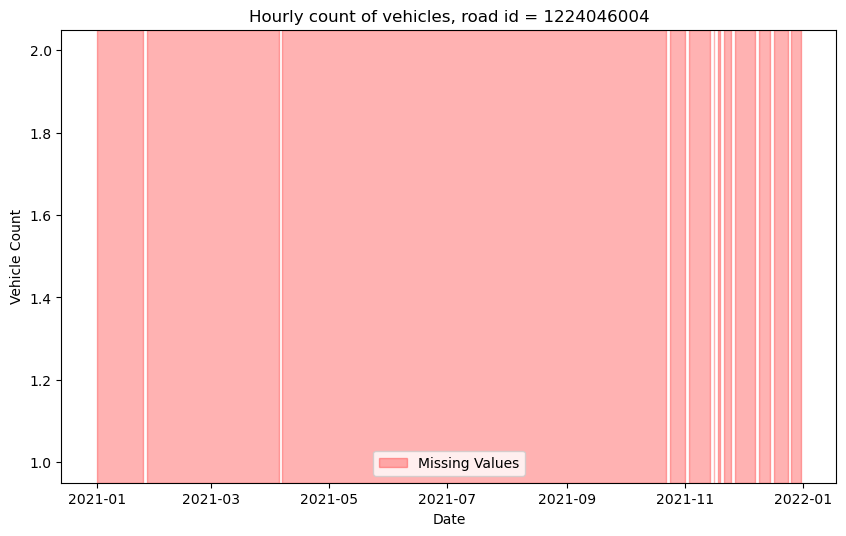 Hourly count of vehicles, road id = 1224046004
2.0
1.8
1.6
1.4
1.2
1.0
Vehicle Count
Missing Values
2021-01 2021-03 2021-05 2021-07 2021-09 2021-11 2022-01
Date